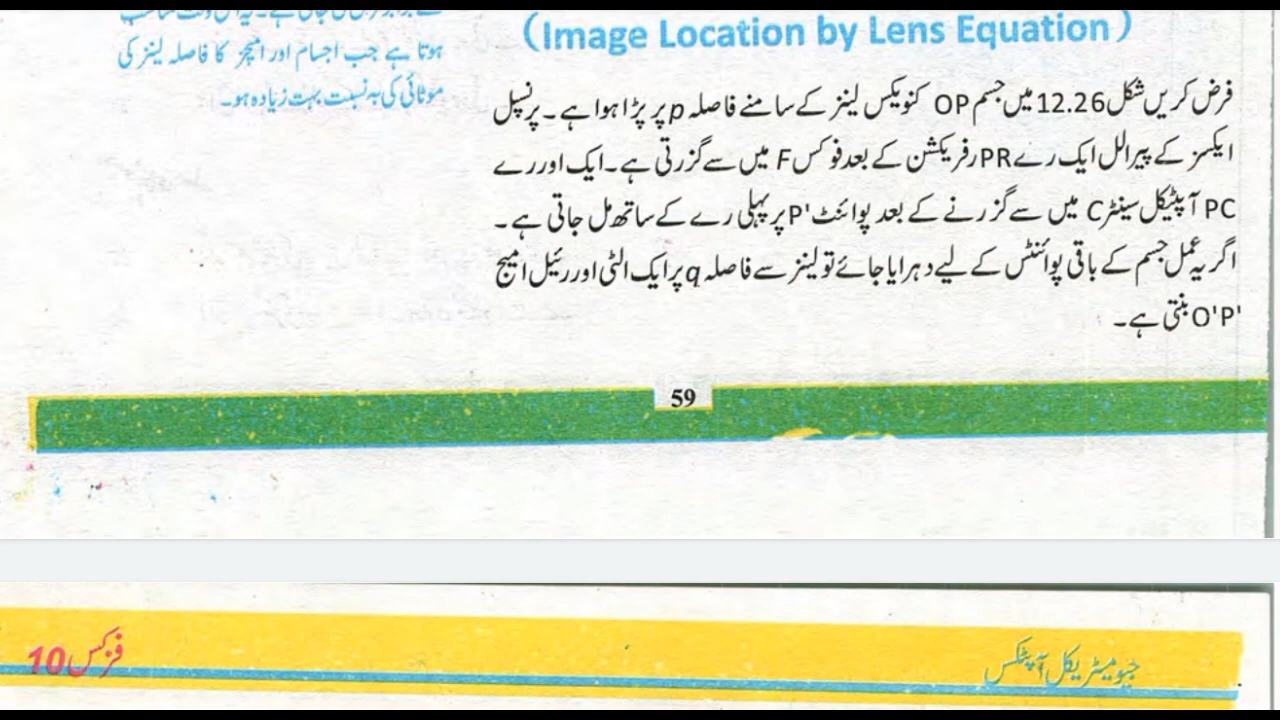 (Image Location by Lens Equation)
فرض کریں شکل 12.26 میں جسم OP کنویکس لینز کے سامنے فاصلہ p پر پڑا ہوا ہے۔ پرنسپل
ایکسز کے پیرالل ایک رے PR رفریکشن کے بعد فوکس F میں سے گزرتی ہے۔ ایک اور رے
PC آپٹیکل سینٹر C میں سے گزرنے کے بعد پوائنٹ P' پر پہلی رے کے ساتھ مل جاتی ہے۔
اگر یہ عمل جسم کے باقی پوائنٹس کے لیے دہرایا جائے تو لینز سے فاصلہ q پر ایک الٹی اور رئیل امیج
O'P' بنتی ہے۔
ہوتا ہے جب اجسام اور امیجز کا فاصلہ لینز کی
موٹائی کی بہ نسبت بہت زیادہ ہو۔
59
جیومیٹریکل آپٹکس
فزکس 10